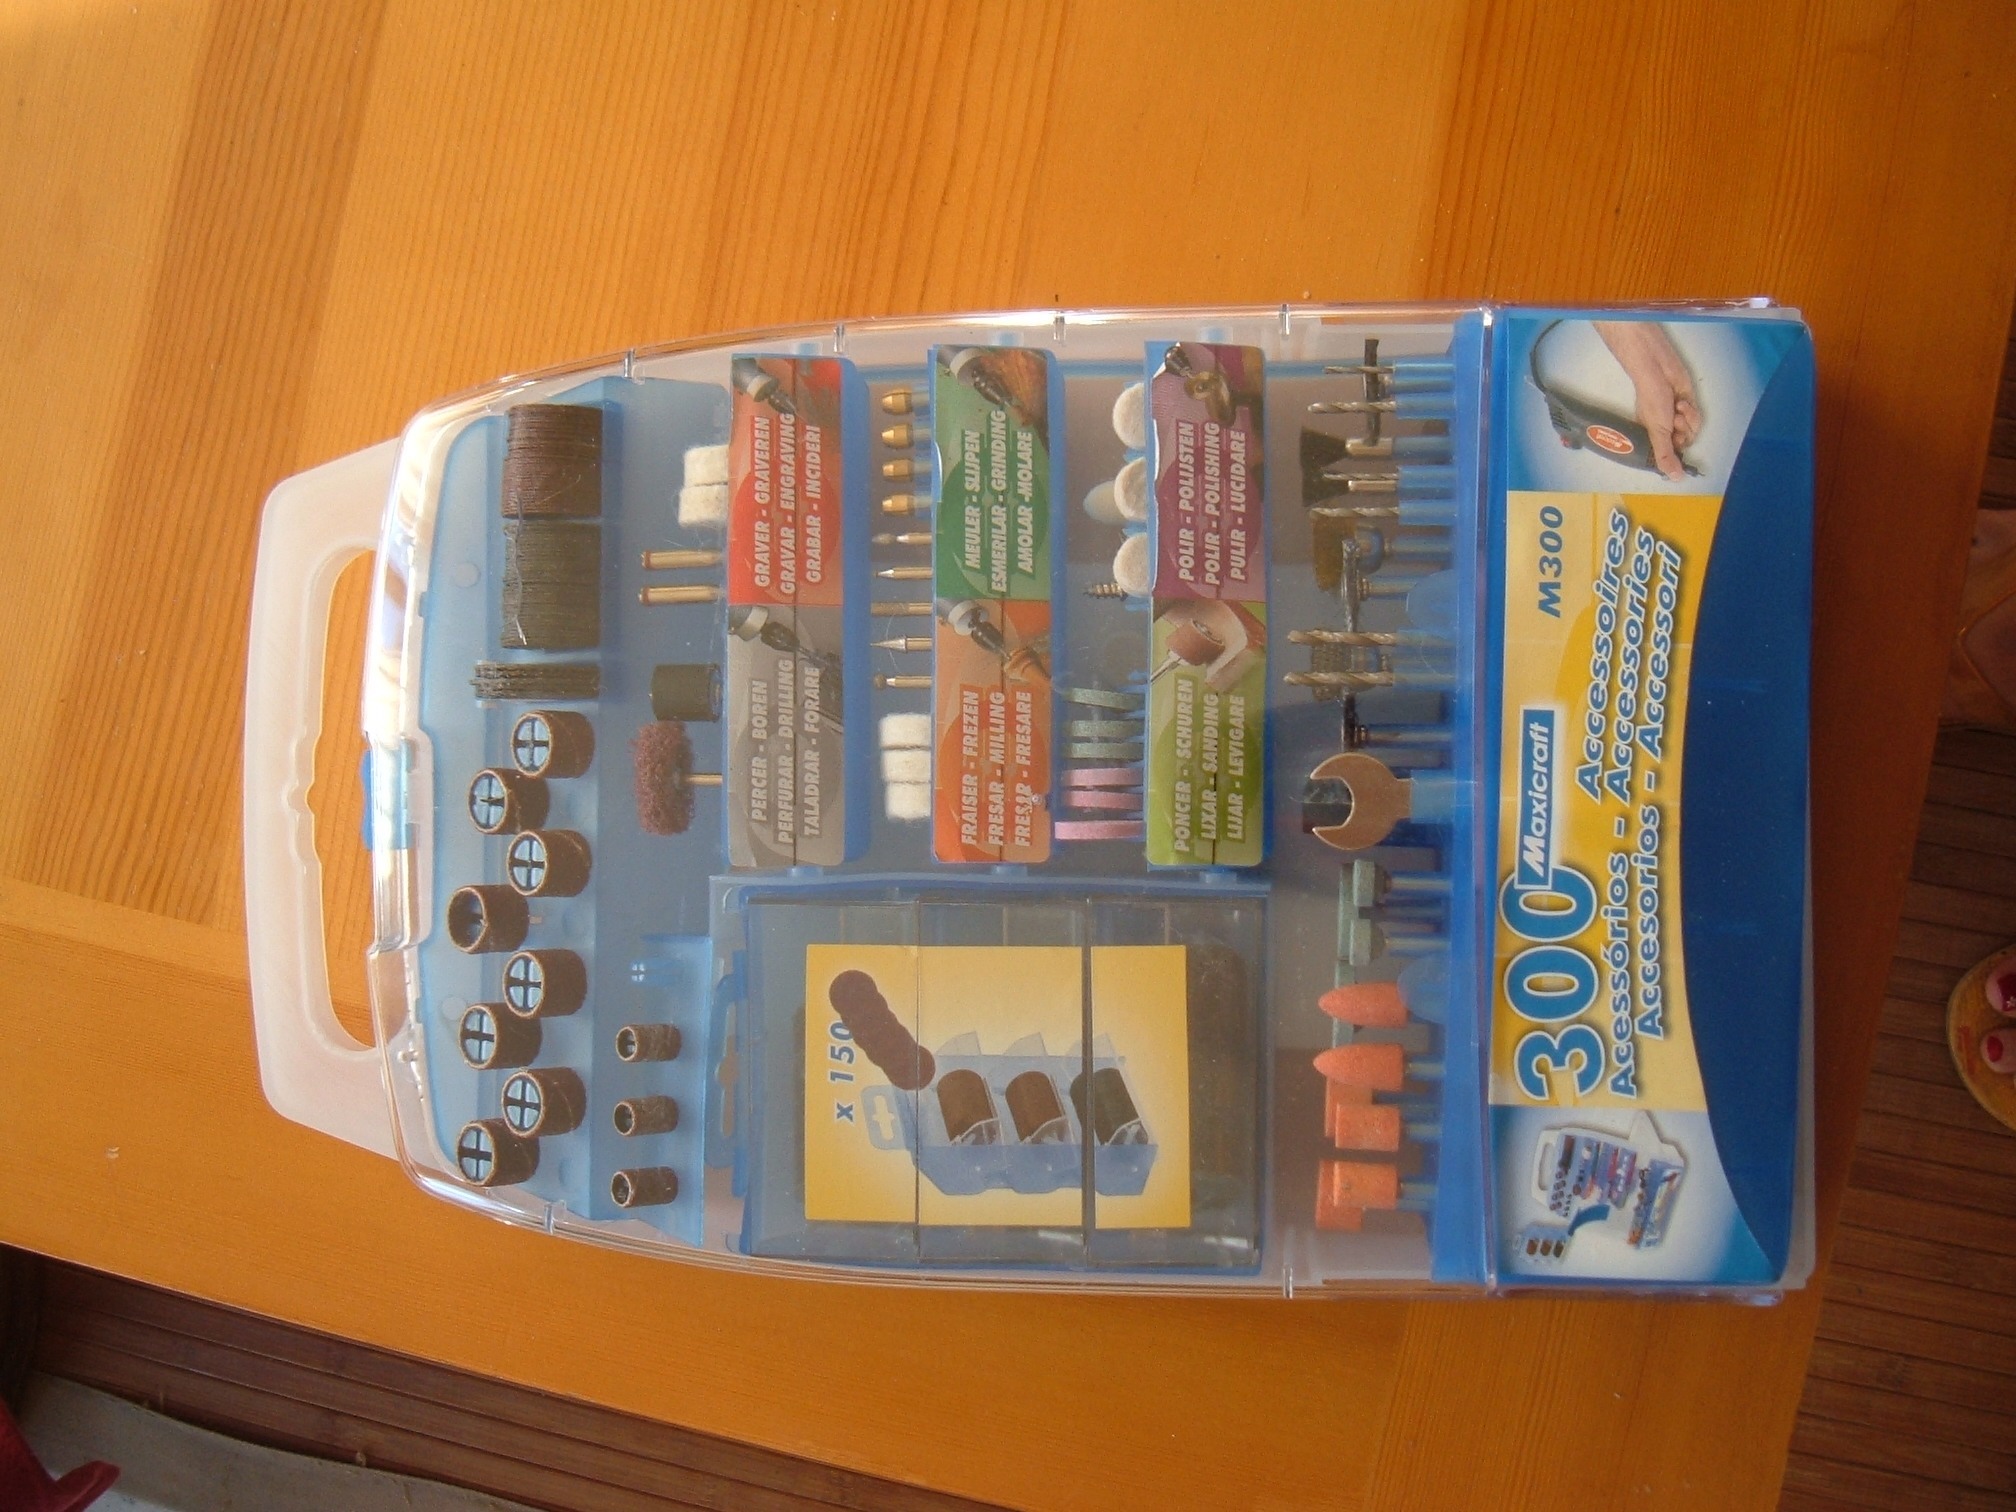 PERCER - BOREN
PERFURAR - DRILLING
TALADRAR - FORARE
GRAVER - GRAVEREN
GRAVAR - ENGRAVING
GRABAR - INCIDERI
FRAISER - FREZEN
FRESAR - MILLING
FRESAR - FRESARE
MEULER - SLIJPEN
ESMERILAR - GRINDING
AMOLAR - MOLARE
PONCER - SCHUREN
LIXAR - SANDING
LIJAR - LEVIGARE
POLIR - POLIJSTEN
POLIR - POLISHING
PULIR - LUCIDARE
x 150
300
Maxicraft
M300
Accessoires
Acessórios - Accessories
Accesorios - Accessori